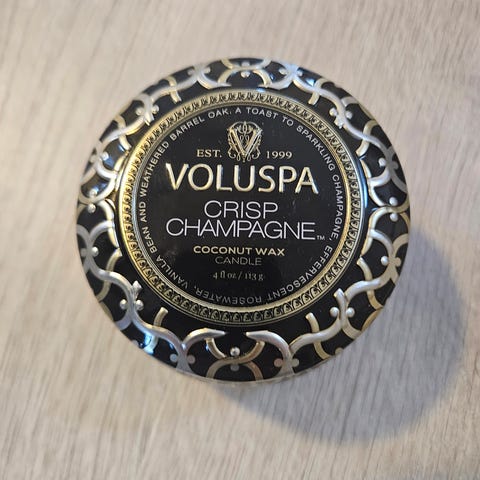 EST. 1999
VOLUSPA
CRISP
CHAMPAGNE™
COCONUT WAX
CANDLE
4 fl oz / 113 g
A TOAST TO SPARKLING CHAMPAGNE, EFFERVESCENT ROSEWATER, VANILLA BEAN AND WEATHERED BARREL OAK.